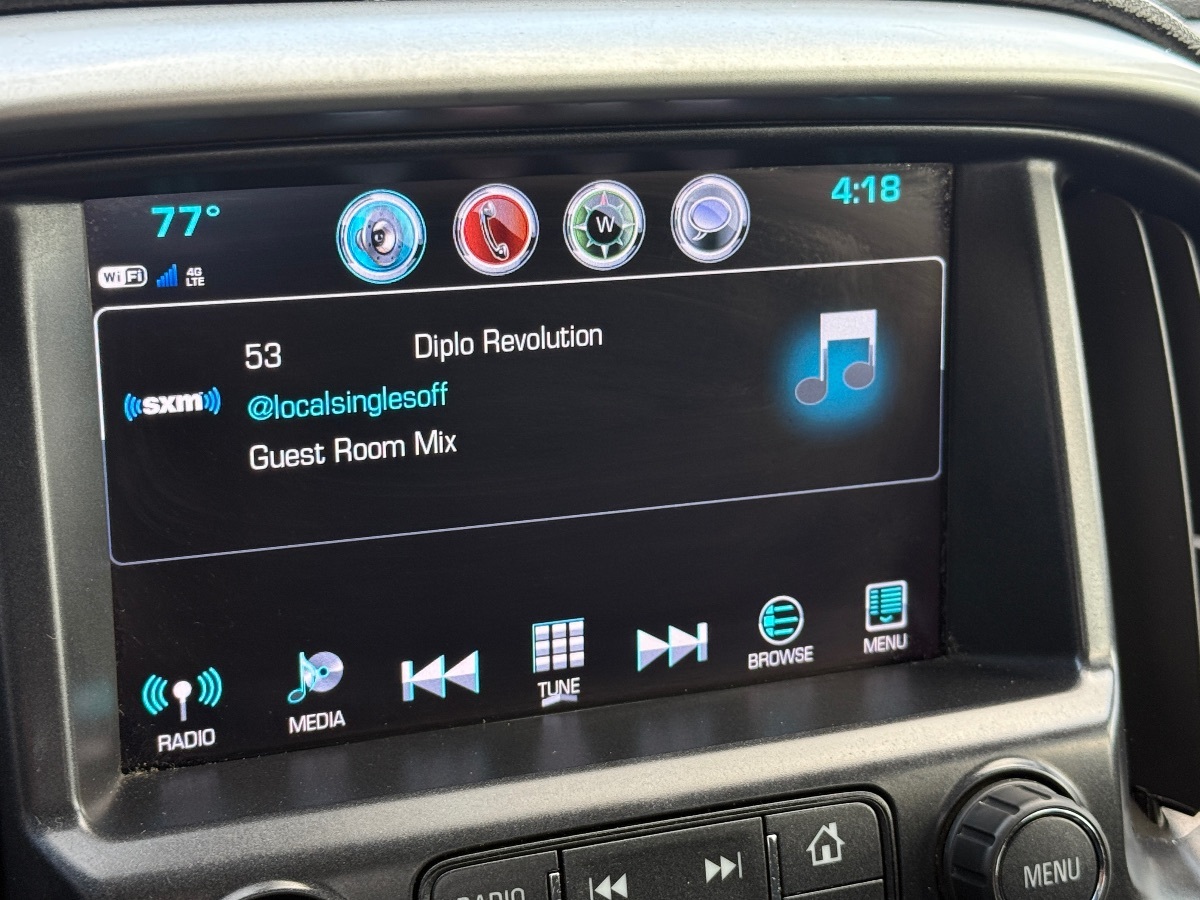 77°
4:18
W
WiFi 4G LTE
53 Diplo Revolution
sxm
@localsinglesoff
Guest Room Mix
RADIO
MEDIA
TUNE
BROWSE
MENU
RADIO
MENU